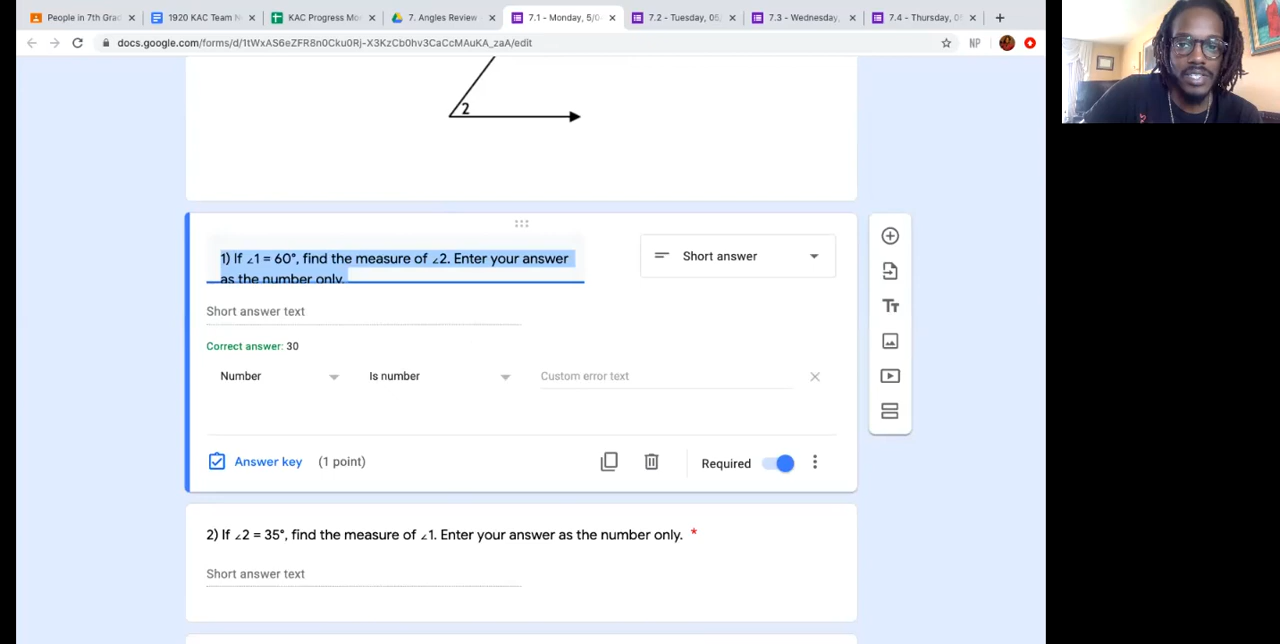 People in 7th Grad
1920 KAC Team N
KAC Progress Mo
7. Angles Review
7.1 - Monday, 5/0
7.2 - Tuesday, 05
7.3 - Wednesday,
7.4 - Thursday, 0
docs.google.com/forms/d/1tWxAS6eZFR8n0Cku0Rj-X3KzCb0hv3CaCcMAuKA_zaA/edit
NP
2
1) If ∠1 = 60°, find the measure of ∠2. Enter your answer
as the number only.
Short answer
Short answer text
Correct answer: 30
Number
Is number
Custom error text
Answer key (1 point)
Required
2) If ∠2 = 35°, find the measure of ∠1. Enter your answer as the number only. *
Short answer text